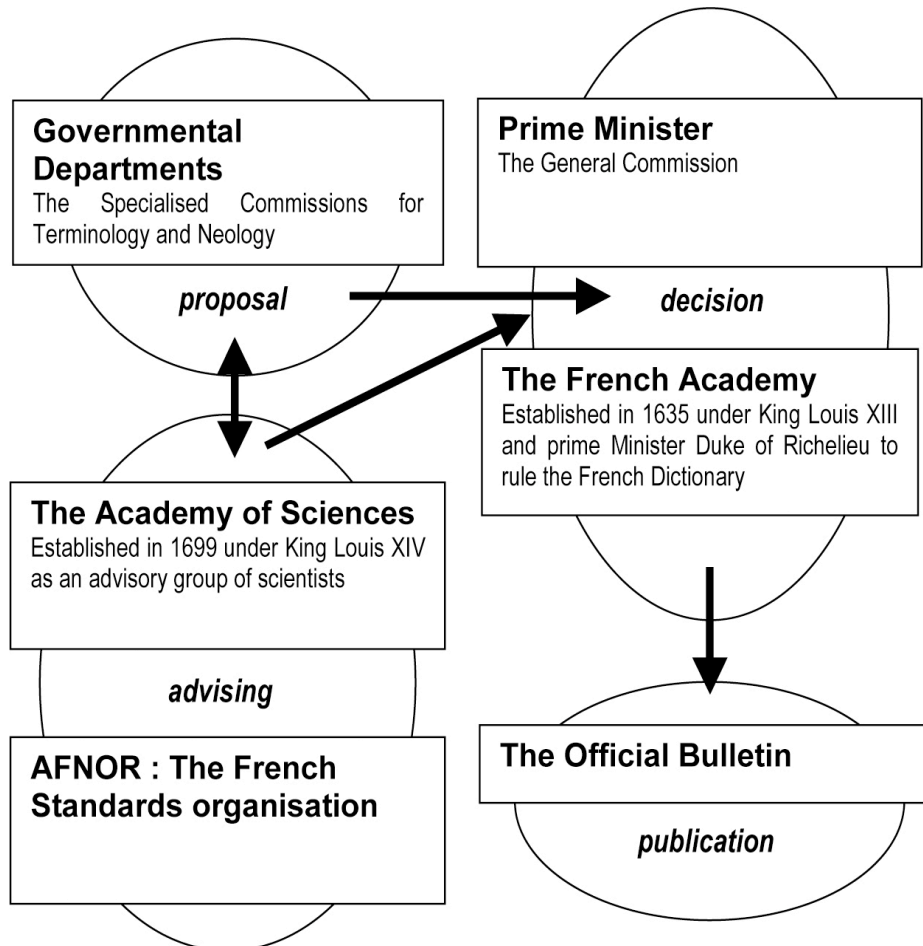 Governmental
Departments
The Specialised Commissions for
Terminology and Neology
proposal
Prime Minister
The General Commission
decision
The French Academy
Established in 1635 under King Louis XIII
and prime Minister Duke of Richelieu to
rule the French Dictionary
The Academy of Sciences
Established in 1699 under King Louis XIV
as an advisory group of scientists
advising
AFNOR : The French
Standards organisation
The Official Bulletin
publication